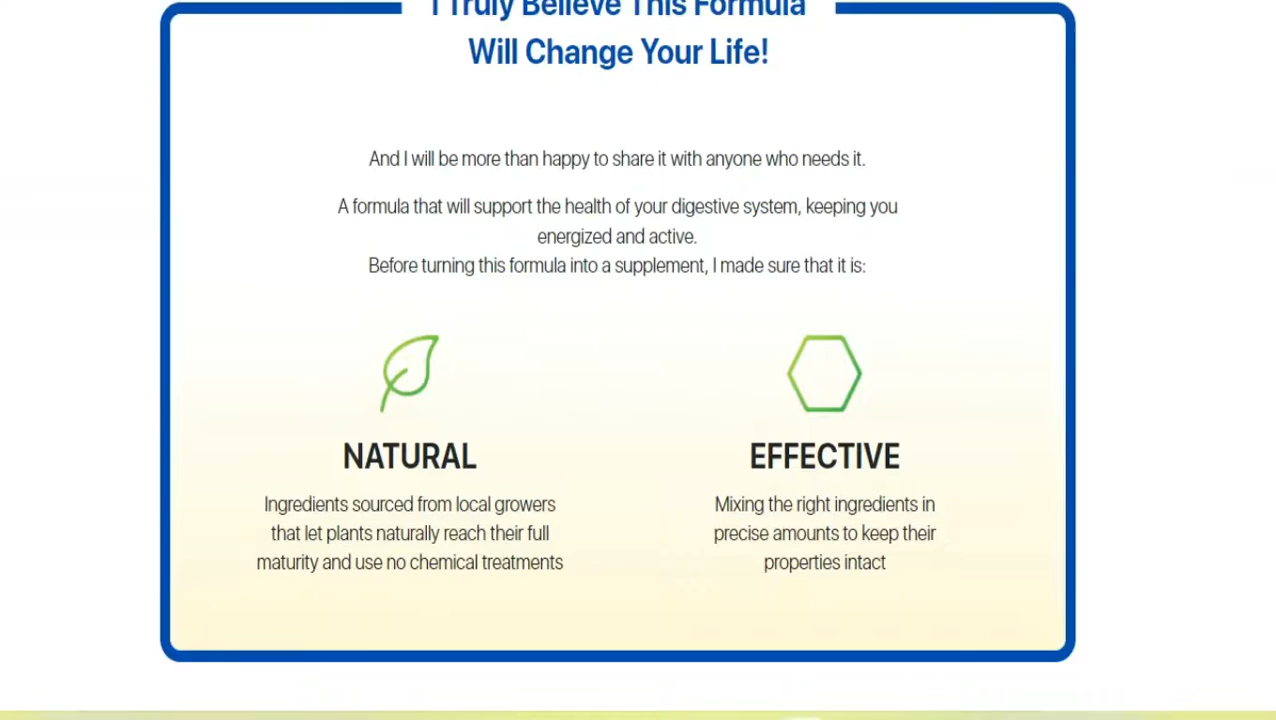 I Truly Believe This Formula
Will Change Your Life!
And I will be more than happy to share it with anyone who needs it.
A formula that will support the health of your digestive system, keeping you
energized and active.
Before turning this formula into a supplement, I made sure that it is:
NATURAL
Ingredients sourced from local growers
that let plants naturally reach their full
maturity and use no chemical treatments
EFFECTIVE
Mixing the right ingredients in
precise amounts to keep their
properties intact